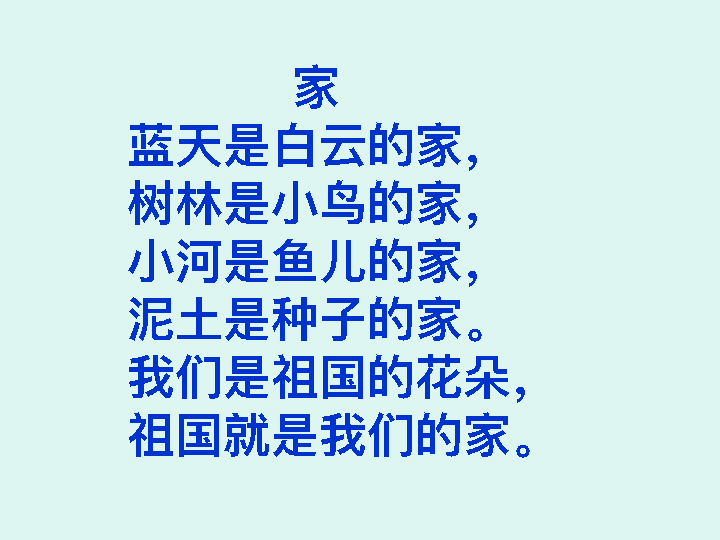 家
蓝天是白云的家，
树林是小鸟的家，
小河是鱼儿的家，
泥土是种子的家。
我们是祖国的花朵，
祖国就是我们的家。